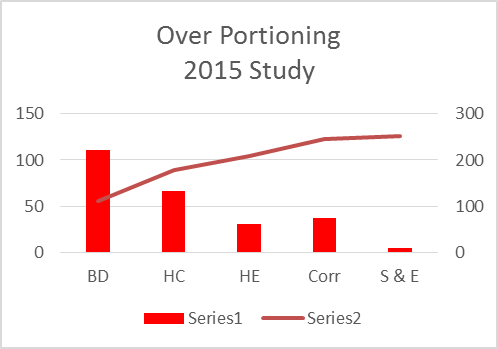 Over Portioning
2015 Study
150 300
100 200
50 100
0 0
BD HC HE Corr S & E
Series1 Series2